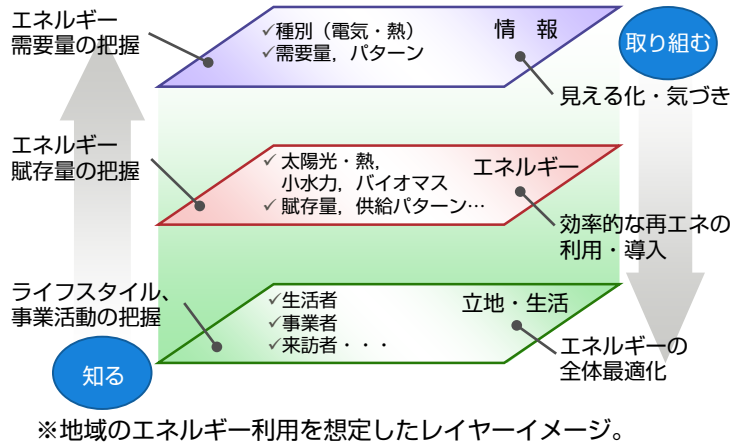 エネルギー
需要量の把握
✓種別（電気・熱）
✓需要量，パターン
情　報
取り組む
見える化・気づき
エネルギー
賦存量の把握
✓太陽光・熱，
小水力，バイオマス
✓賦存量，供給パターン…
エネルギー
効率的な再エネの
利用・導入
ライフスタイル、
事業活動の把握
✓生活者
✓事業者
✓来訪者・・・
立地・生活
エネルギーの
全体最適化
知る
※地域のエネルギー利用を想定したレイヤーイメージ。